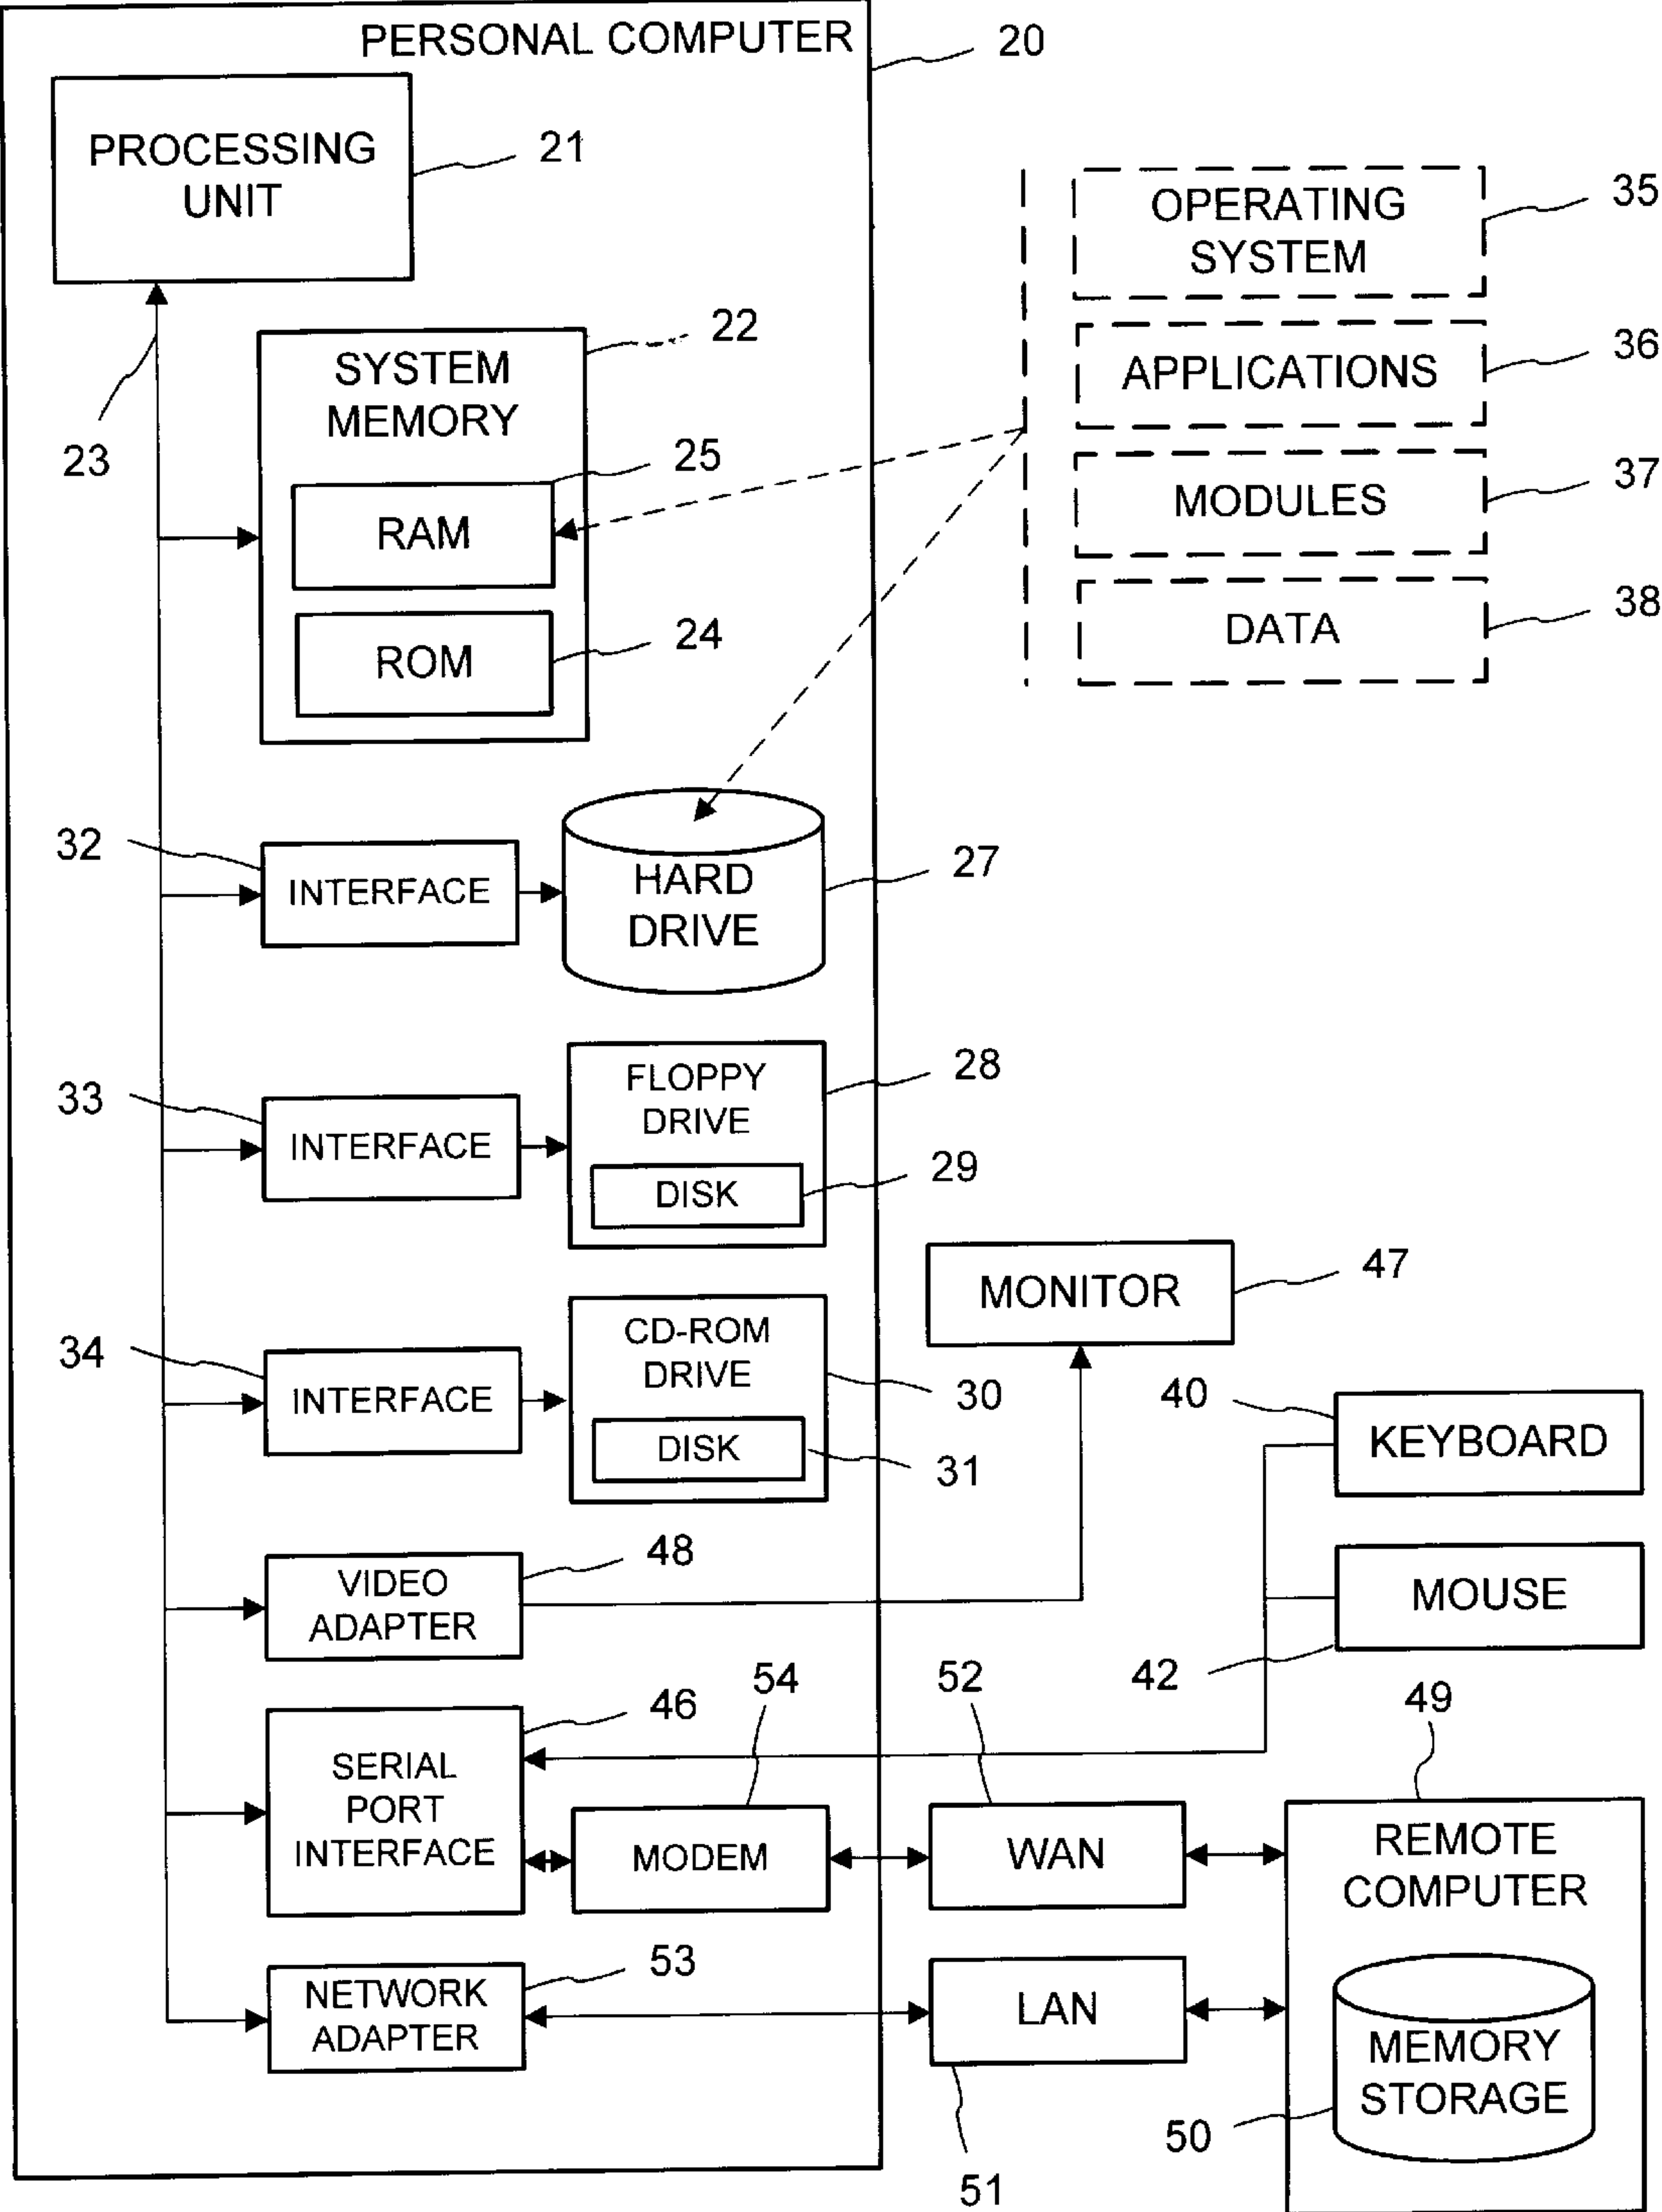 PERSONAL COMPUTER
20
PROCESSING
UNIT
21
OPERATING
SYSTEM
35
22
SYSTEM
MEMORY
APPLICATIONS
36
23
25
RAM
MODULES
37
24
ROM
DATA
38
32
INTERFACE
HARD
DRIVE
27
33
INTERFACE
FLOPPY
DRIVE
28
DISK
29
MONITOR
47
34
INTERFACE
CD-ROM
DRIVE
30
DISK
31
40
KEYBOARD
VIDEO
ADAPTER
48
MOUSE
42
46
54
52
49
SERIAL
PORT
INTERFACE
MODEM
WAN
REMOTE
COMPUTER
NETWORK
ADAPTER
53
LAN
51
MEMORY
STORAGE
50